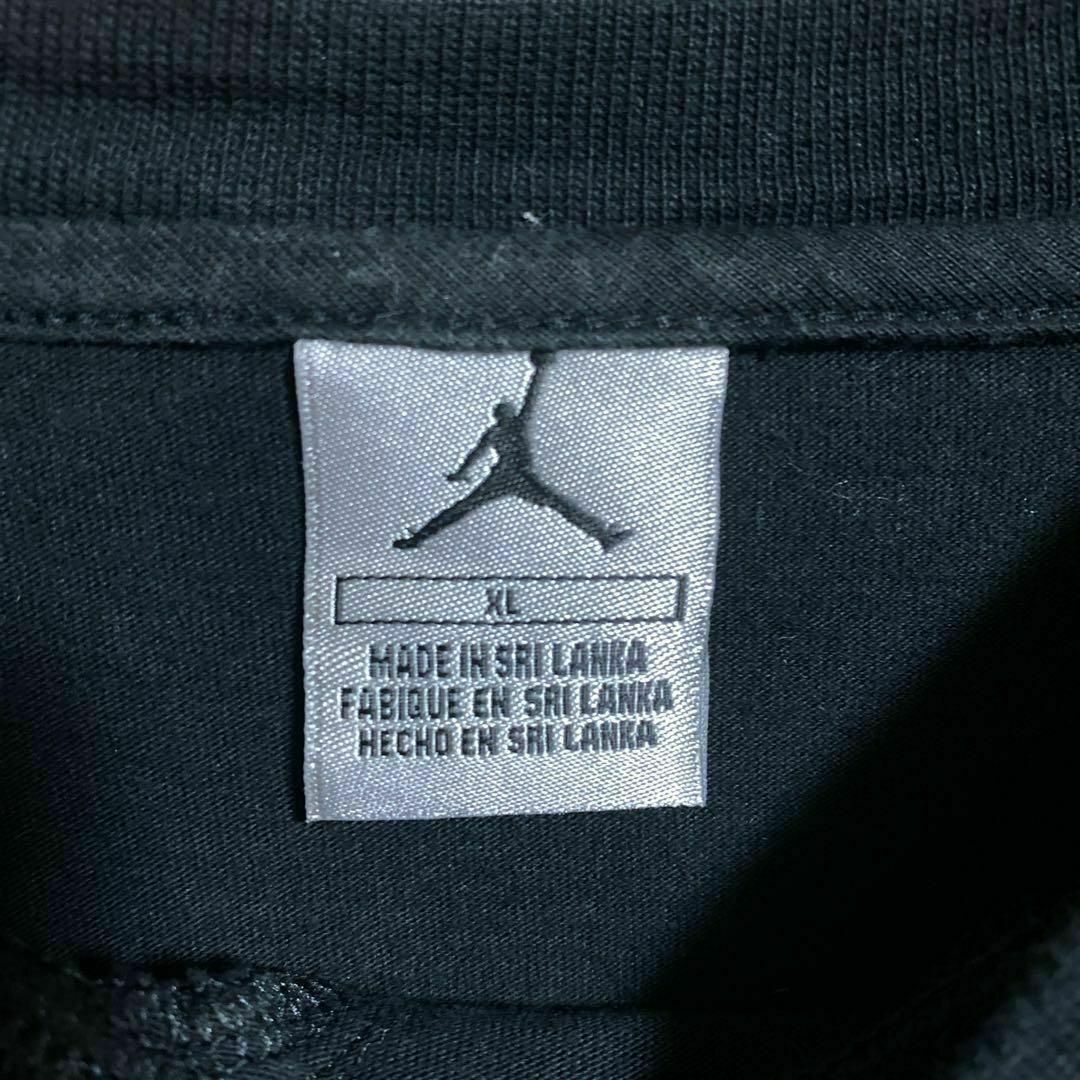 XL
MADE IN SRI LANKA
FABIQUE EN SRI LANKA
HECHO EN SRI LANKA